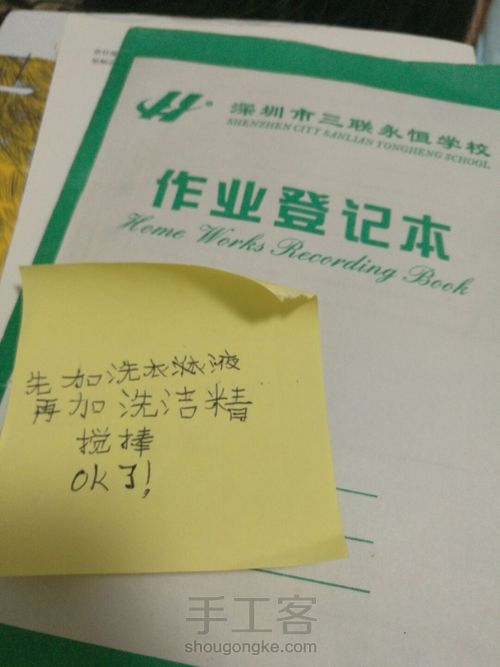 深圳市三联永恒学校
SHENZHEN CITY SANLIAN YONGHENG SCHOOL
作业登记本
Home Works Recording Book
先加洗衣液
再加洗洁精
搅捧
OK了!
手工客
shougongke.com